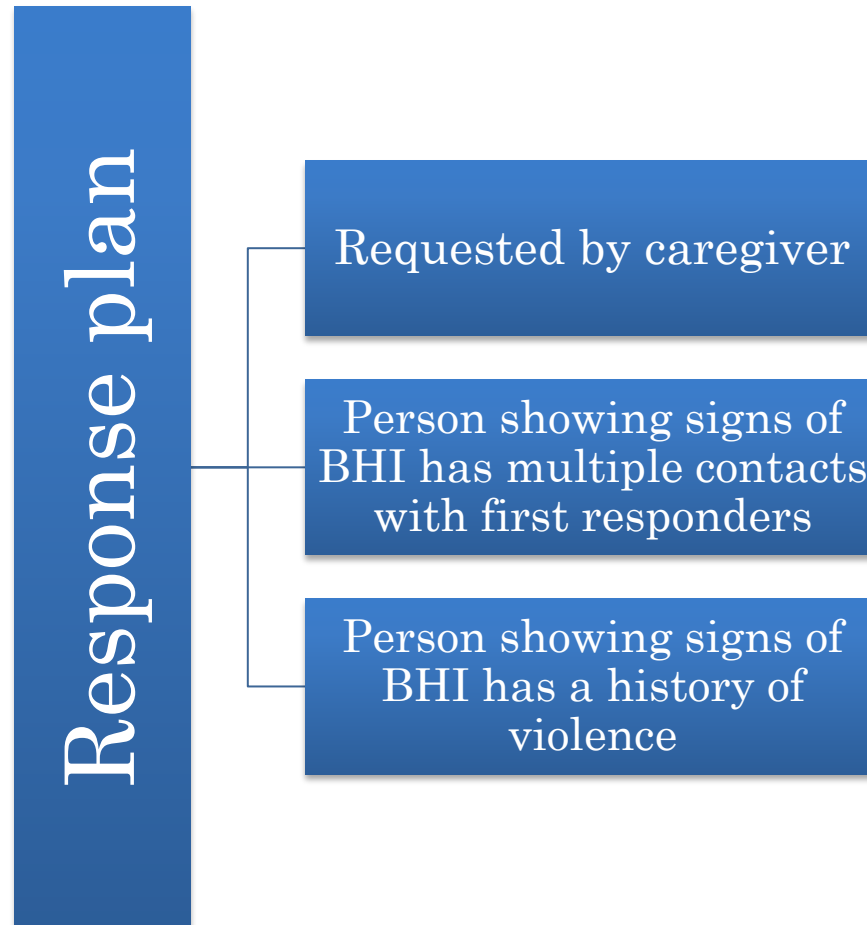 Response plan
Requested by caregiver
Person showing signs of
BHI has multiple contacts
with first responders
Person showing signs of
BHI has a history of
violence